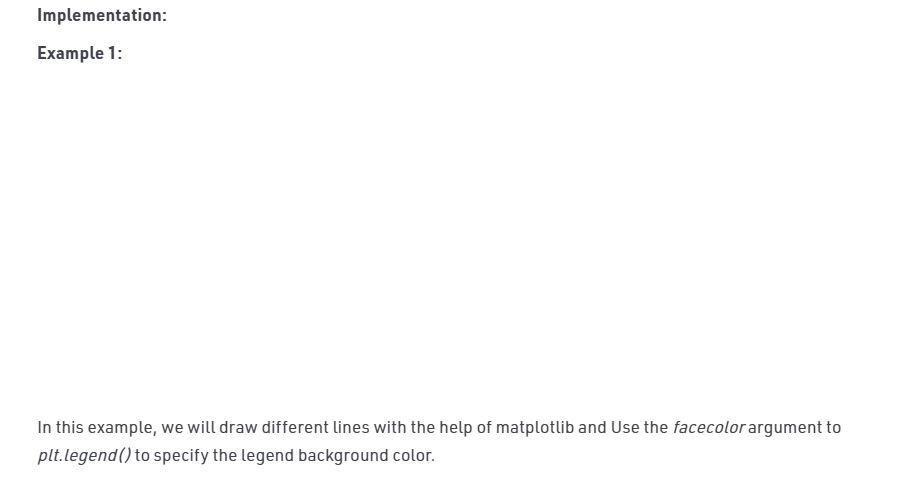 Implementation:
Example 1:
In this example, we will draw different lines with the help of matplotlib and Use the facecolor argument to
plt.legend() to specify the legend background color.